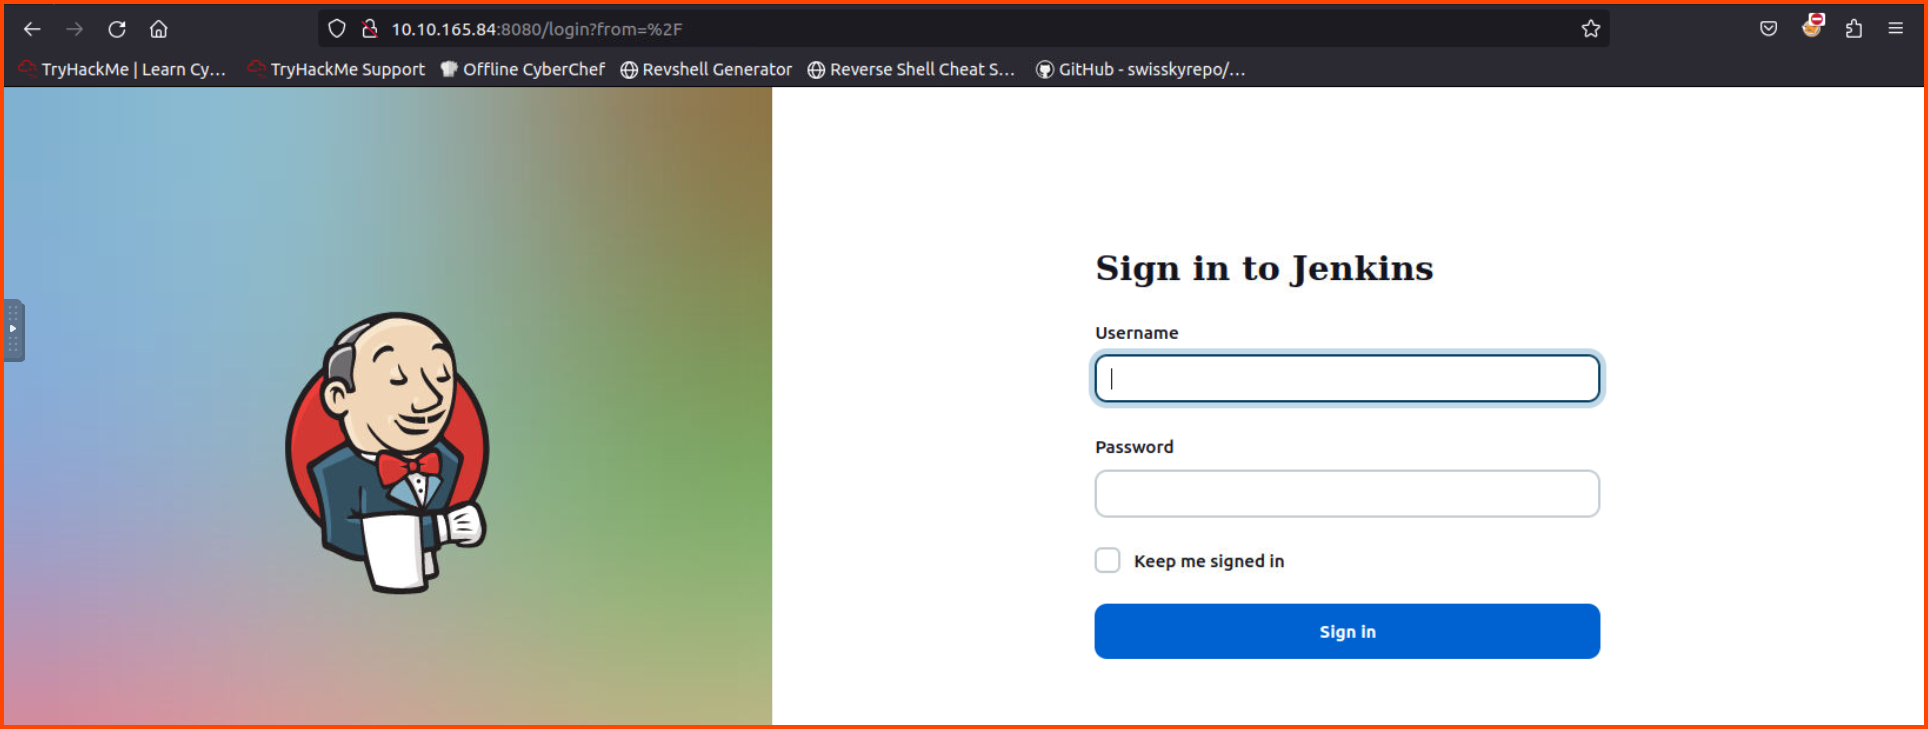 10.10.165.84:8080/login?from=%2F
TryHackMe | Learn Cy… TryHackMe Support Offline CyberChef Revshell Generator Reverse Shell Cheat S… GitHub - swisskyrepo/…
Sign in to Jenkins
Username
Password
Keep me signed in
Sign in